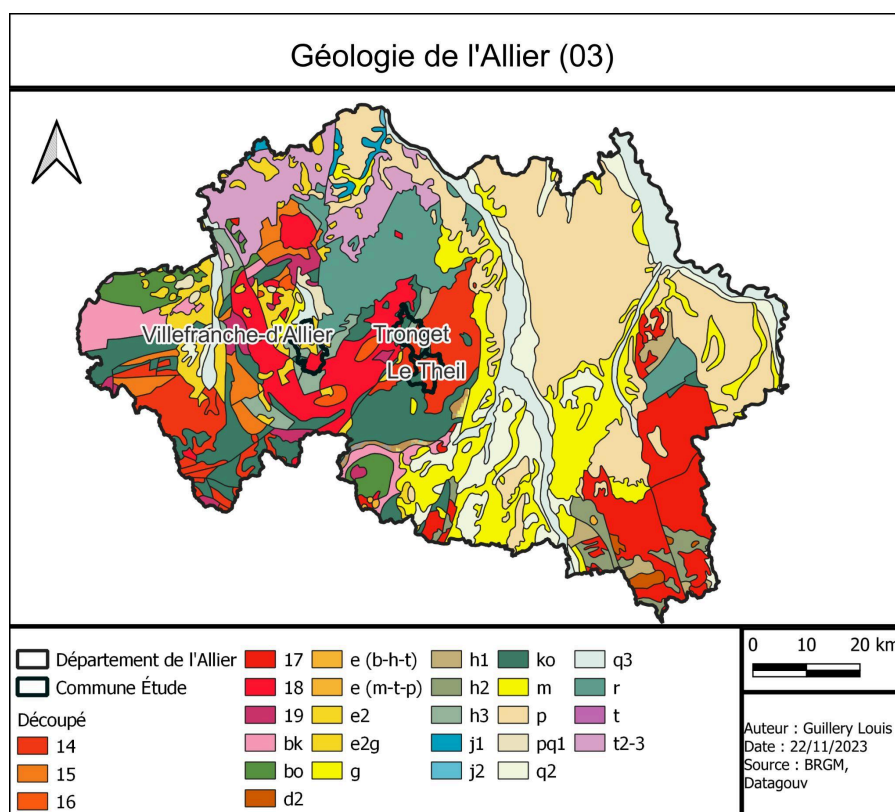 Géologie de l'Allier (03)
Villefranche-d'Allier
Tronget
Le Theil
Département de l'Allier
Commune Étude
Découpé
14
15
16
17
18
19
bk
bo
d2
e (b-h-t)
e (m-t-p)
e2
e2g
g
h1
h2
h3
j1
j2
ko
m
p
pq1
q2
q3
r
t
t2-3
0 10 20 km
Auteur : Guillery Louis
Date : 22/11/2023
Source : BRGM,
Datagouv